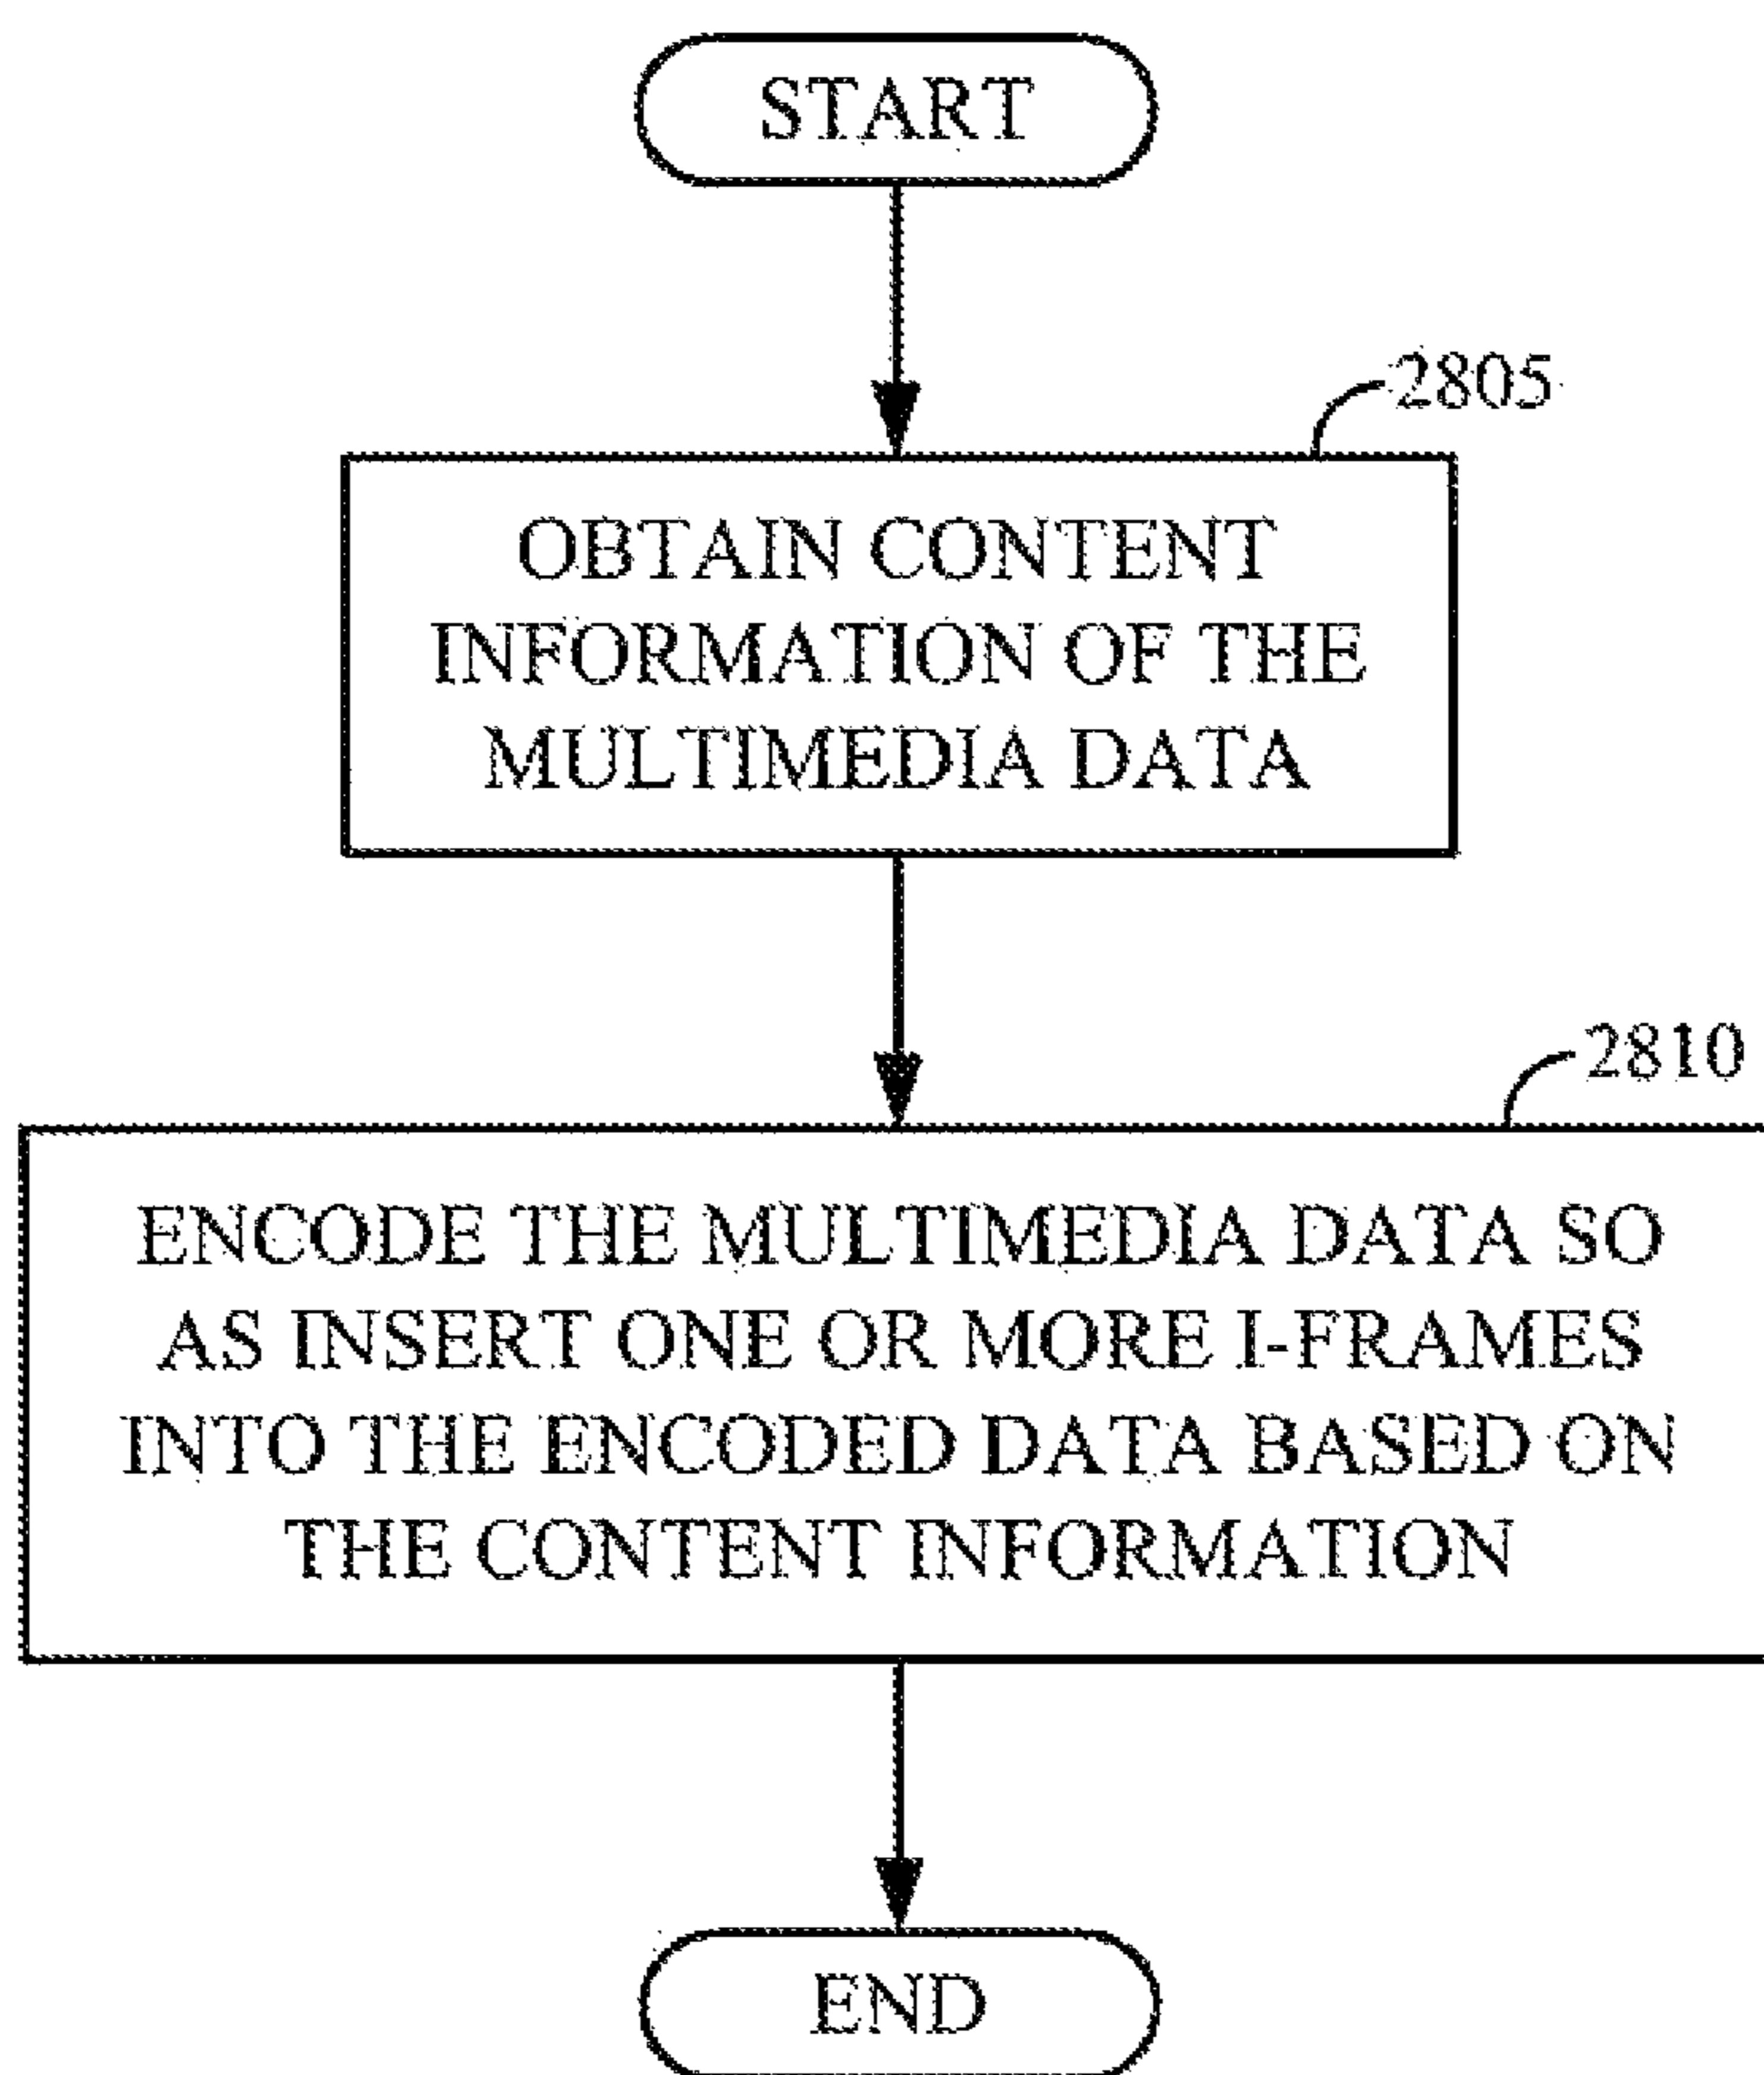 START
2805
OBTAIN CONTENT
INFORMATION OF THE
MULTIMEDIA DATA
2810
ENCODE THE MULTIMEDIA DATA SO
AS INSERT ONE OR MORE I-FRAMES
INTO THE ENCODED DATA BASED ON
THE CONTENT INFORMATION
END